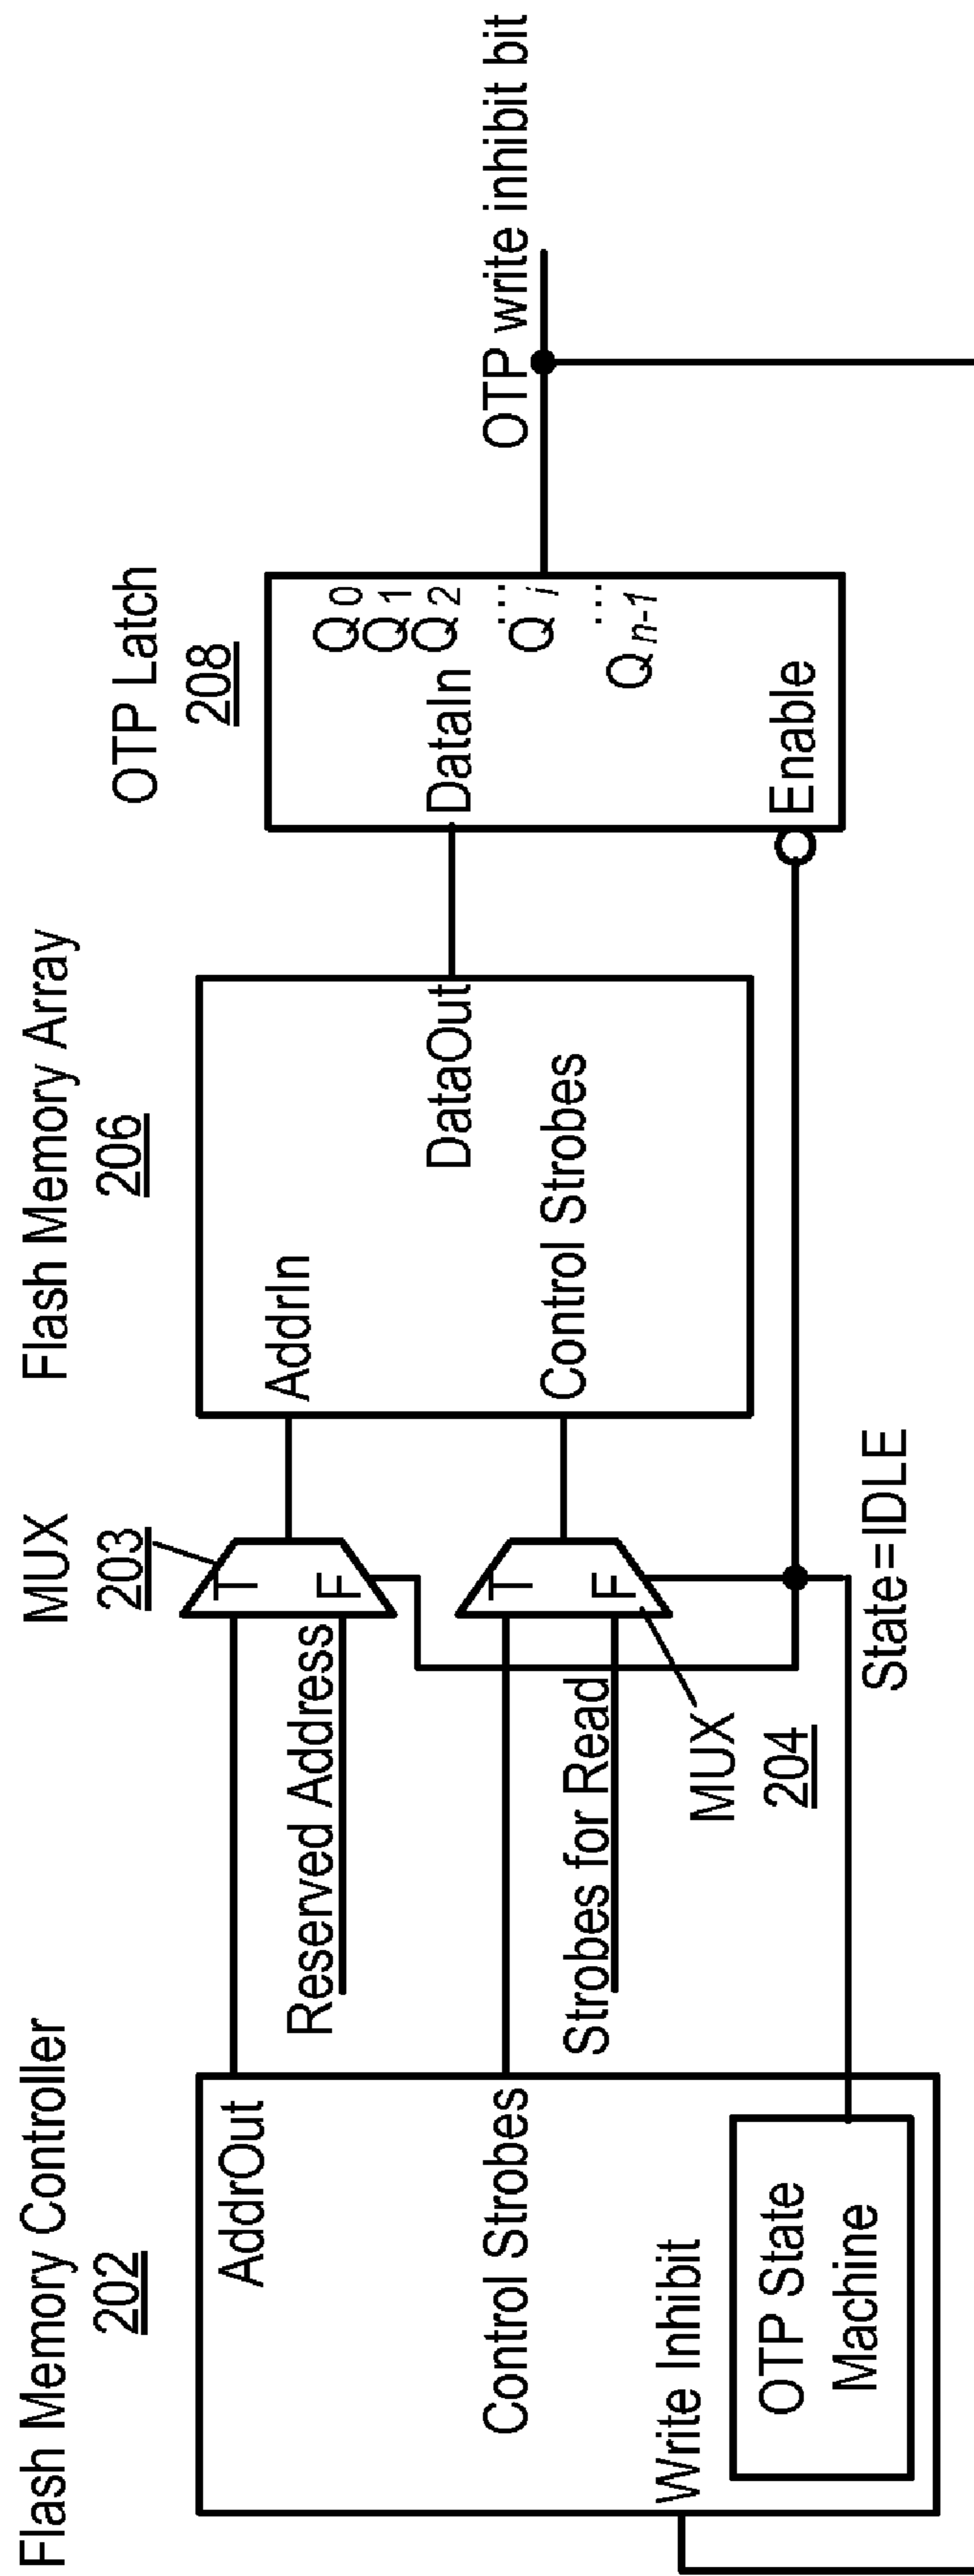 Flash Memory Controller
202
AddrOut
Control Strobes
Write Inhibit
OTP State
Machine
Reserved Address
Strobes for Read
MUX
203
T
F
T
F
MUX
204
State=IDLE
Flash Memory Array
206
AddrIn
DataOut
Control Strobes
OTP Latch
208
DataIn
Q0
Q1
Q2
...
Qi
...
Qn-1
Enable
OTP write inhibit bit